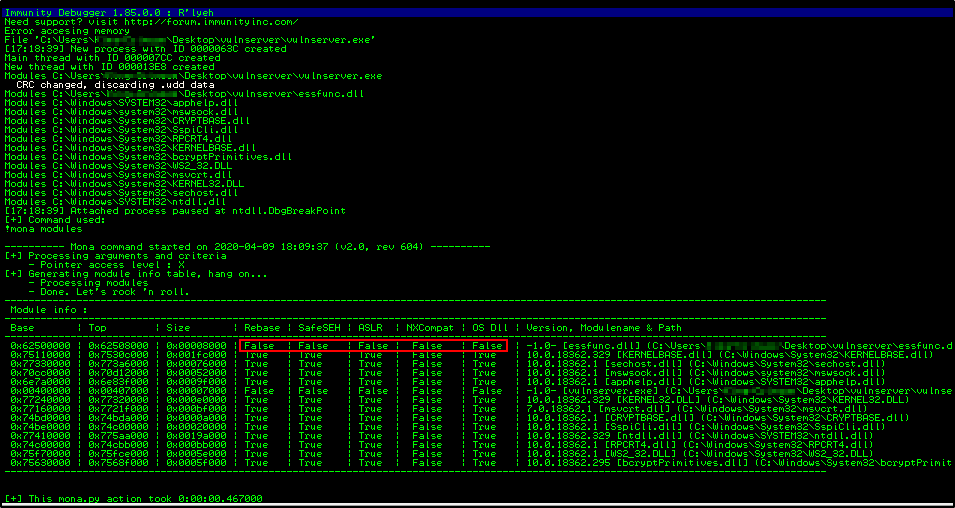 Immunity Debugger 1.85.0.0 : R'lyeh
Need support? visit http://forum.immunityinc.com/
Error accesing memory
File 'C:\Users\ \Desktop\vulnserver\vulnserver.exe'
[17:18:39] New process with ID 0000063C created
Main thread with ID 000007CC created
New thread with ID 000013E8 created
Modules C:\Users\ \Desktop\vulnserver\vulnserver.exe
CRC changed, discarding .udd data
Modules C:\Users\ \Desktop\vulnserver\essfunc.dll
Modules C:\Windows\SYSTEM32\apphelp.dll
Modules C:\Windows\system32\mswsock.dll
Modules C:\Windows\System32\CRYPTBASE.dll
Modules C:\Windows\System32\SspiCli.dll
Modules C:\Windows\System32\RPCRT4.dll
Modules C:\Windows\System32\KERNELBASE.dll
Modules C:\Windows\System32\bcryptPrimitives.dll
Modules C:\Windows\System32\WS2_32.DLL
Modules C:\Windows\System32\msvcrt.dll
Modules C:\Windows\System32\KERNEL32.DLL
Modules C:\Windows\System32\sechost.dll
Modules C:\Windows\SYSTEM32\ntdll.dll
[17:18:39] Attached process paused at ntdll.DbgBreakPoint
[+] Command used:
!mona modules
---------- Mona command started on 2020-04-09 18:09:37 (v2.0, rev 604) ----------
[+] Processing arguments and criteria
- Pointer access level : X
[+] Generating module info table, hang on...
- Processing modules
- Done. Let's rock 'n roll.
Module info :
Base | Top | Size | Rebase | SafeSEH | ASLR | NXCompat | OS Dll | Version, Modulename & Path
0x62500000 | 0x62508000 | 0x00008000 | False | False | False | False | False | -1.0- [essfunc.dll] (C:\Users\ \Desktop\vulnserver\essfunc.d
0x75110000 | 0x7530c000 | 0x001fc000 | True | True | True | False | True | 10.0.18362.329 [KERNELBASE.dll] (C:\Windows\System32\KERNELBASE.dll)
0x77330000 | 0x773a6000 | 0x00076000 | True | True | True | False | True | 10.0.18362.1 [sechost.dll] (C:\Windows\System32\sechost.dll)
0x70cc0000 | 0x70d12000 | 0x00052000 | True | True | True | False | True | 10.0.18362.1 [mswsock.dll] (C:\Windows\system32\mswsock.dll)
0x6e7a0000 | 0x6e83f000 | 0x0009f000 | True | True | True | False | True | 10.0.18362.1 [apphelp.dll] (C:\Windows\SYSTEM32\apphelp.dll)
0x00400000 | 0x00407000 | 0x00007000 | False | False | False | False | False | -1.0- [vulnserver.exe] (C:\Users\ \Desktop\vulnserver\vulnse
0x77240000 | 0x77320000 | 0x000e0000 | True | True | True | False | True | 10.0.18362.329 [KERNEL32.DLL] (C:\Windows\System32\KERNEL32.DLL)
0x77160000 | 0x7721f000 | 0x000bf000 | True | True | True | False | True | 7.0.18362.1 [msvcrt.dll] (C:\Windows\System32\msvcrt.dll)
0x74bd0000 | 0x74bda000 | 0x0000a000 | True | True | True | False | True | 10.0.18362.1 [CRYPTBASE.dll] (C:\Windows\System32\CRYPTBASE.dll)
0x74be0000 | 0x74c00000 | 0x00020000 | True | True | True | False | True | 10.0.18362.1 [SspiCli.dll] (C:\Windows\System32\SspiCli.dll)
0x77410000 | 0x775aa000 | 0x0019a000 | True | True | True | False | True | 10.0.18362.329 [ntdll.dll] (C:\Windows\SYSTEM32\ntdll.dll)
0x74c00000 | 0x74cbb000 | 0x000bb000 | True | True | True | False | True | 10.0.18362.1 [RPCRT4.dll] (C:\Windows\System32\RPCRT4.dll)
0x75f70000 | 0x75fce000 | 0x0005e000 | True | True | True | False | True | 10.0.18362.1 [WS2_32.DLL] (C:\Windows\System32\WS2_32.DLL)
0x75630000 | 0x7568f000 | 0x0005f000 | True | True | True | False | True | 10.0.18362.295 [bcryptPrimitives.dll] (C:\Windows\System32\bcryptPrimit
[+] This mona.py action took 0:00:00.467000